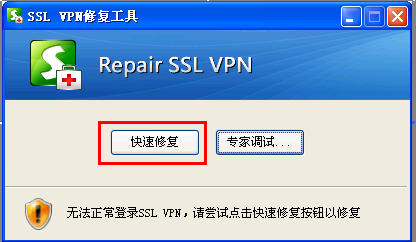 SSL VPN修复工具
Repair SSL VPN
快速修复
专家调试...
无法正常登录SSL VPN，请尝试点击快速修复按钮以修复